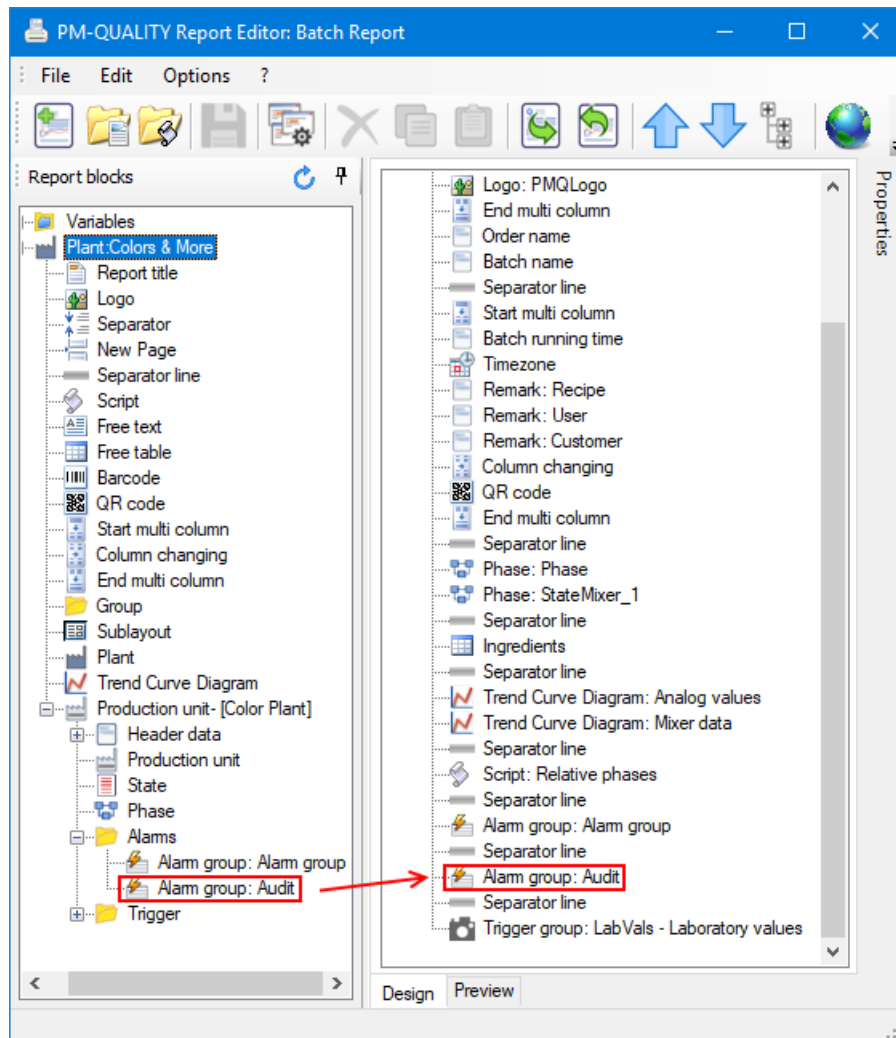 PM-QUALITY Report Editor: Batch Report
File Edit Options ?
Report blocks
Variables
Plant:Colors & More
Report title
Logo
Separator
New Page
Separator line
Script
Free text
Free table
Barcode
QR code
Start multi column
Column changing
End multi column
Group
Sublayout
Plant
Trend Curve Diagram
Production unit- [Color Plant]
Header data
Production unit
State
Phase
Alarms
Alarm group: Alarm group
Alarm group: Audit
Trigger
Logo: PMQLogo
End multi column
Order name
Batch name
Separator line
Start multi column
Batch running time
Timezone
Remark: Recipe
Remark: User
Remark: Customer
Column changing
QR code
End multi column
Separator line
Phase: Phase
Phase: StateMixer_1
Separator line
Ingredients
Separator line
Trend Curve Diagram: Analog values
Trend Curve Diagram: Mixer data
Separator line
Script: Relative phases
Separator line
Alarm group: Alarm group
Separator line
Alarm group: Audit
Separator line
Trigger group: LabVals - Laboratory values
Design Preview
Properties